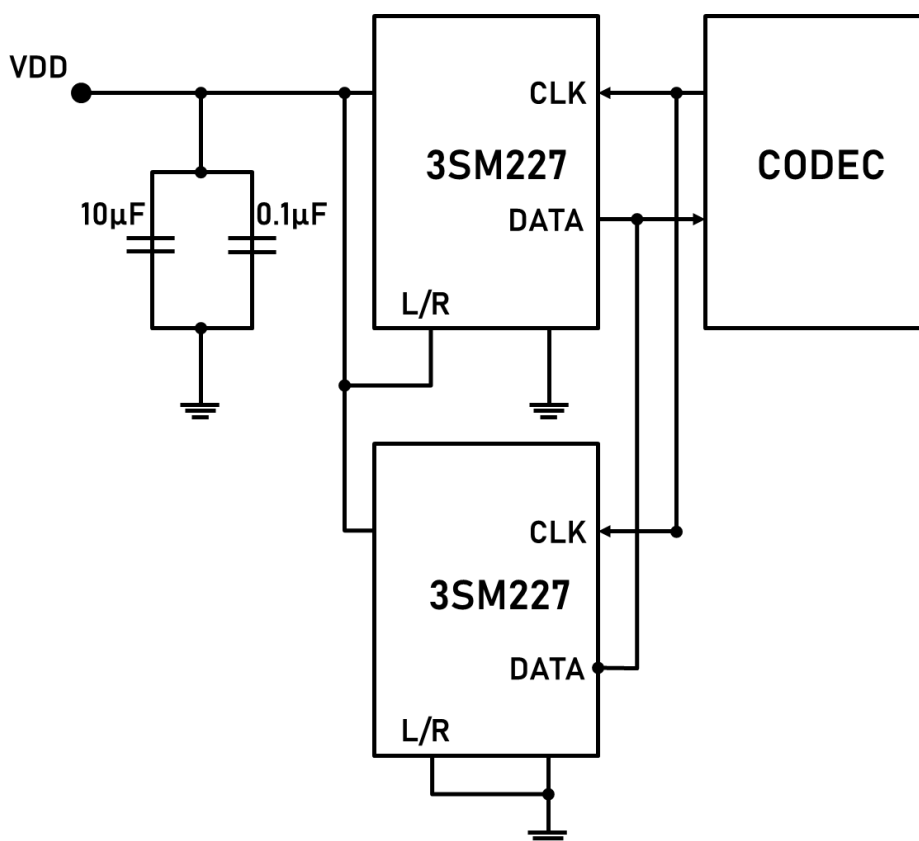 VDD
10µF
0.1µF
CLK
3SM227
DATA
L/R
CODEC
CLK
3SM227
DATA
L/R